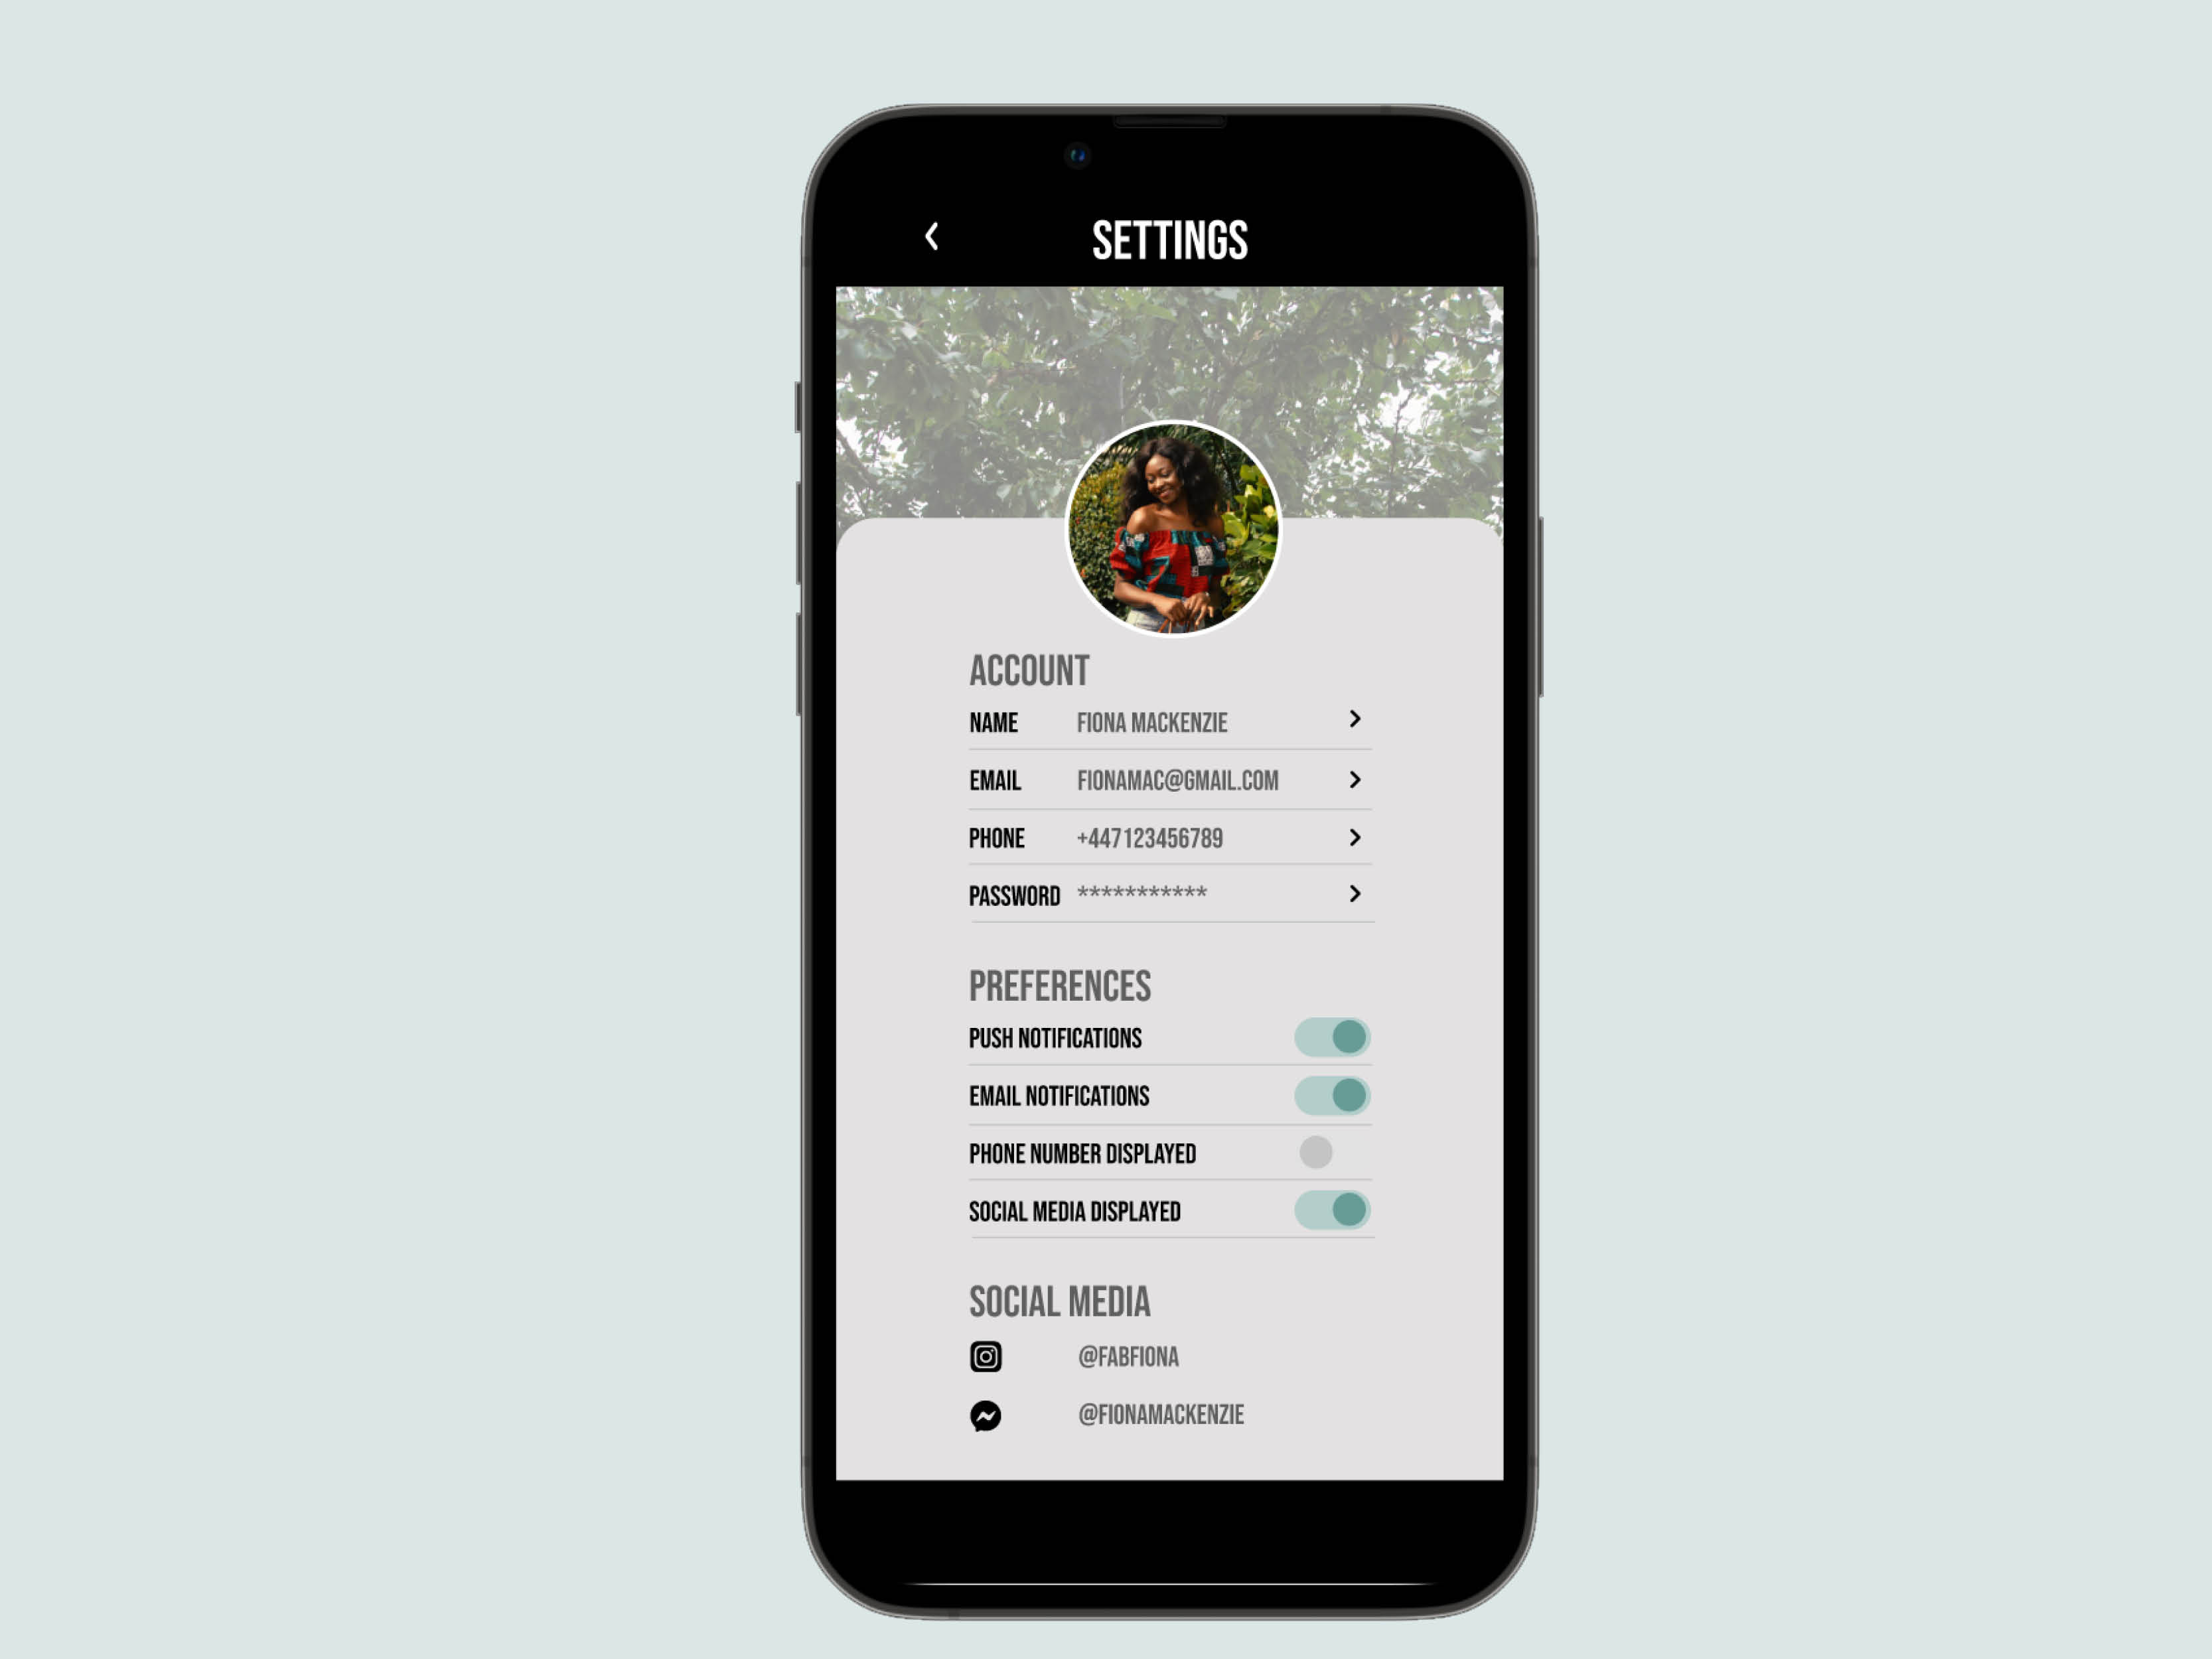 SETTINGS
ACCOUNT
NAME FIONA MACKENZIE
EMAIL FIONAMAC@GMAIL.COM
PHONE +447123456789
PASSWORD ***********
PREFERENCES
PUSH NOTIFICATIONS
EMAIL NOTIFICATIONS
PHONE NUMBER DISPLAYED
SOCIAL MEDIA DISPLAYED
SOCIAL MEDIA
@FABFIONA
@FIONAMACKENZIE